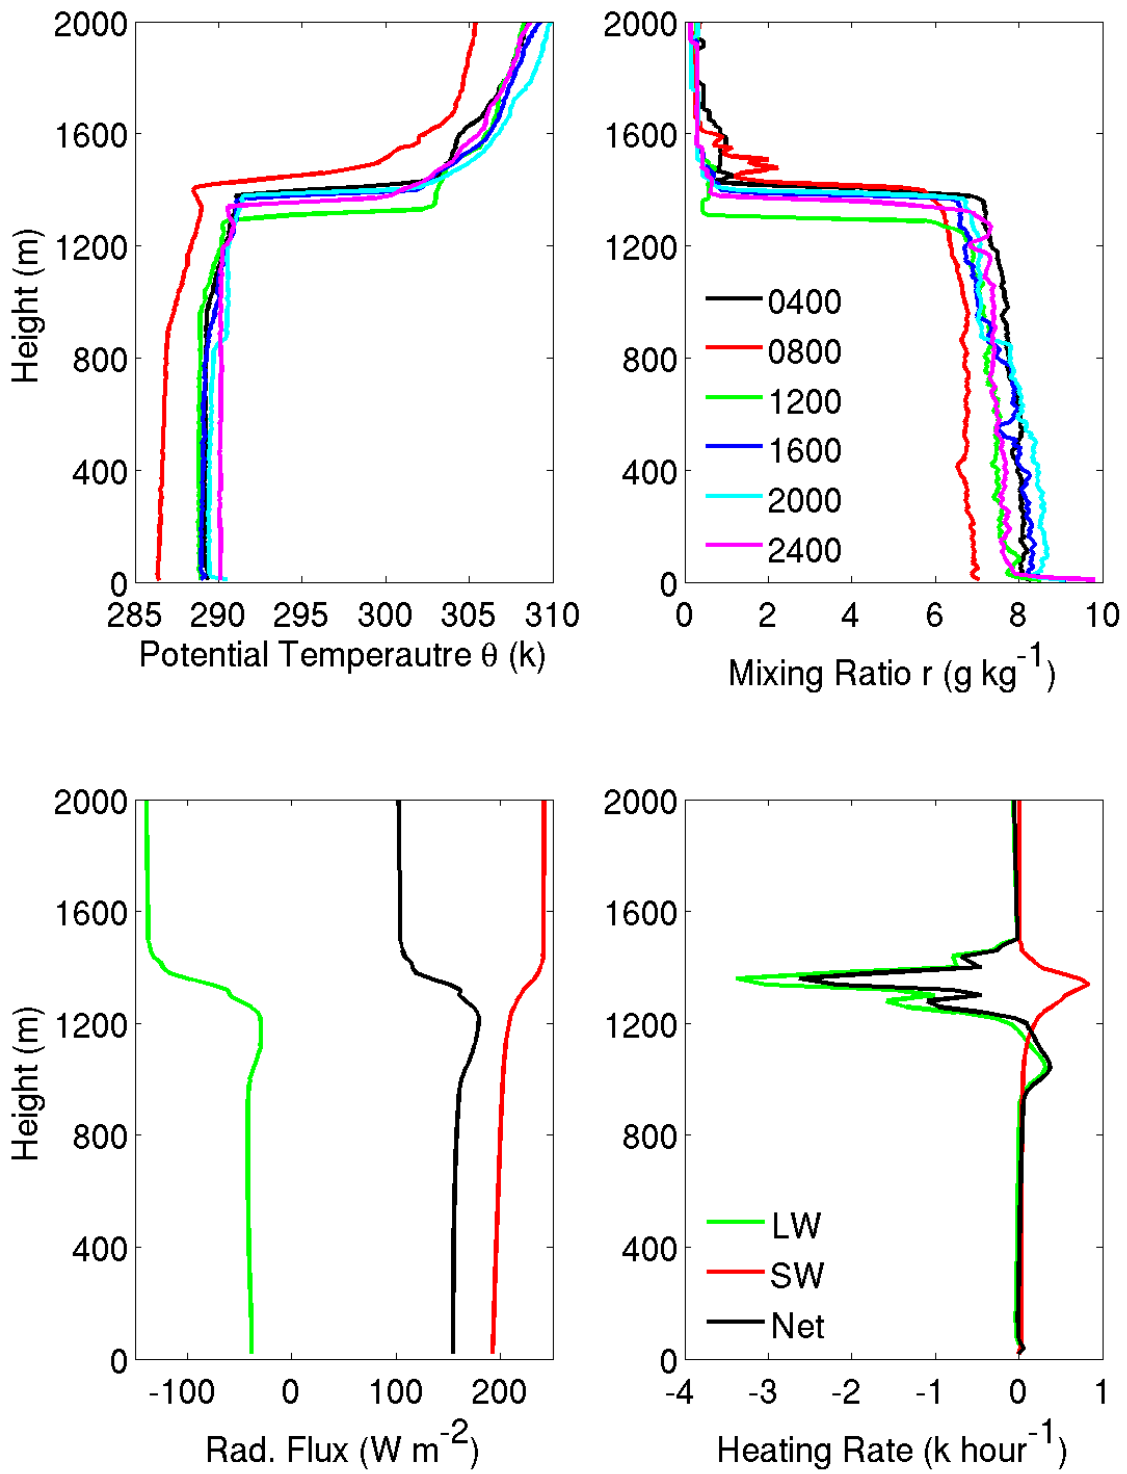 2000
1600
1200
800
400
0
Height (m)
285 290 295 300 305 310
Potential Temperautre θ (k)
2000
1600
1200
800
400
0
0400
0800
1200
1600
2000
2400
0 2 4 6 8 10
Mixing Ratio r (g kg-1)
2000
1600
1200
800
400
0
Height (m)
-100 0 100 200
Rad. Flux (W m-2)
2000
1600
1200
800
400
0
LW
SW
Net
-4 -3 -2 -1 0 1
Heating Rate (k hour-1)